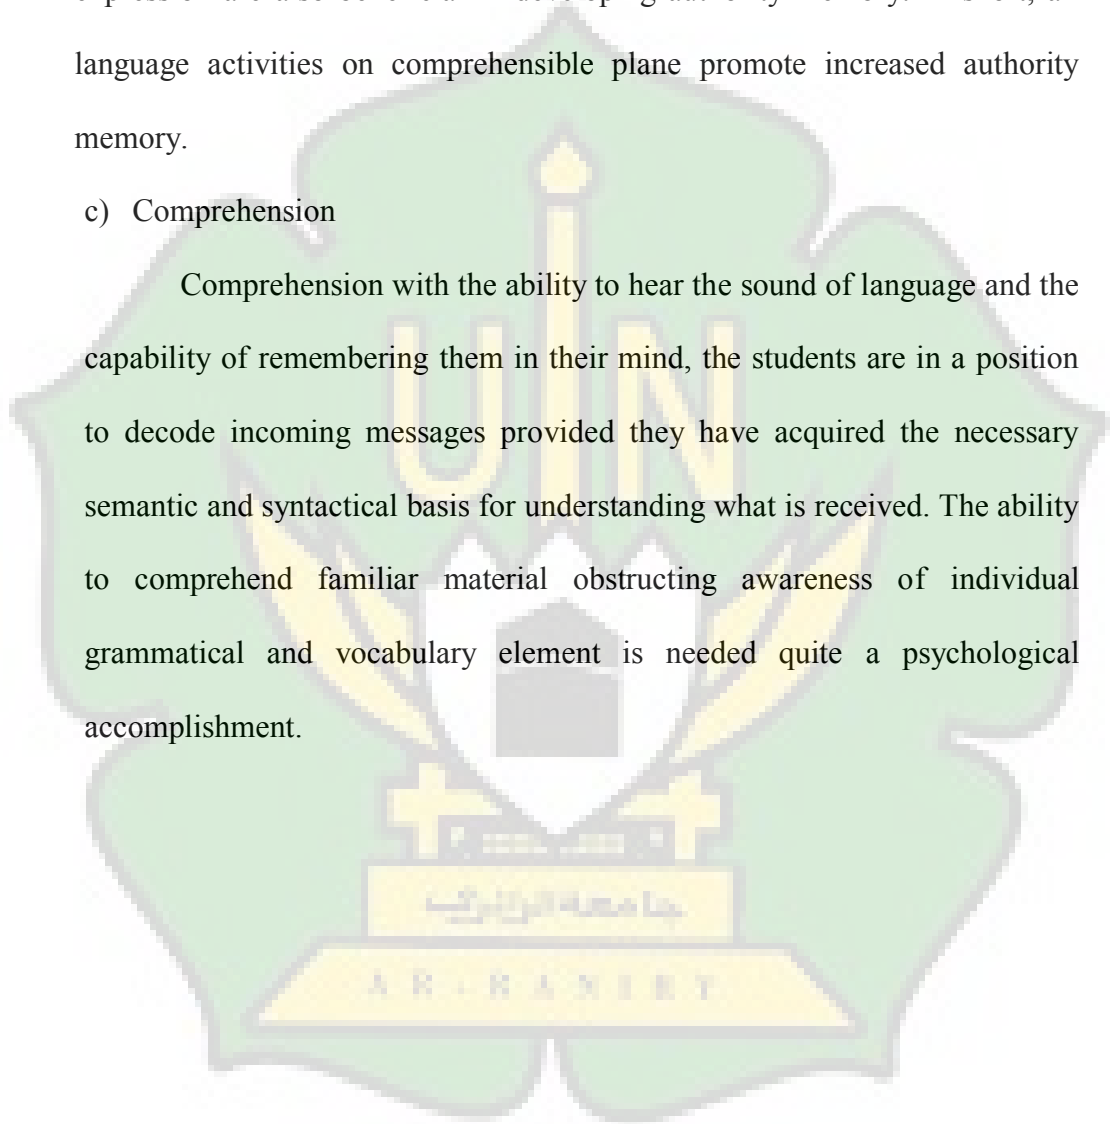 language activities on comprehensible plane promote increased authority
memory.
c) Comprehension
Comprehension with the ability to hear the sound of language and the
capability of remembering them in their mind, the students are in a position
to decode incoming messages provided they have acquired the necessary
semantic and syntactical basis for understanding what is received. The ability
to comprehend familiar material obstructing awareness of individual
grammatical and vocabulary element is needed quite a psychological
accomplishment.
UIN
جامعة الرانيري
AR-RANIRY